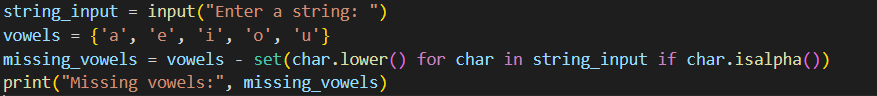 string_input = input("Enter a string: ")
vowels = {'a', 'e', 'i', 'o', 'u'}
missing_vowels = vowels - set(char.lower() for char in string_input if char.isalpha())
print("Missing vowels:", missing_vowels)